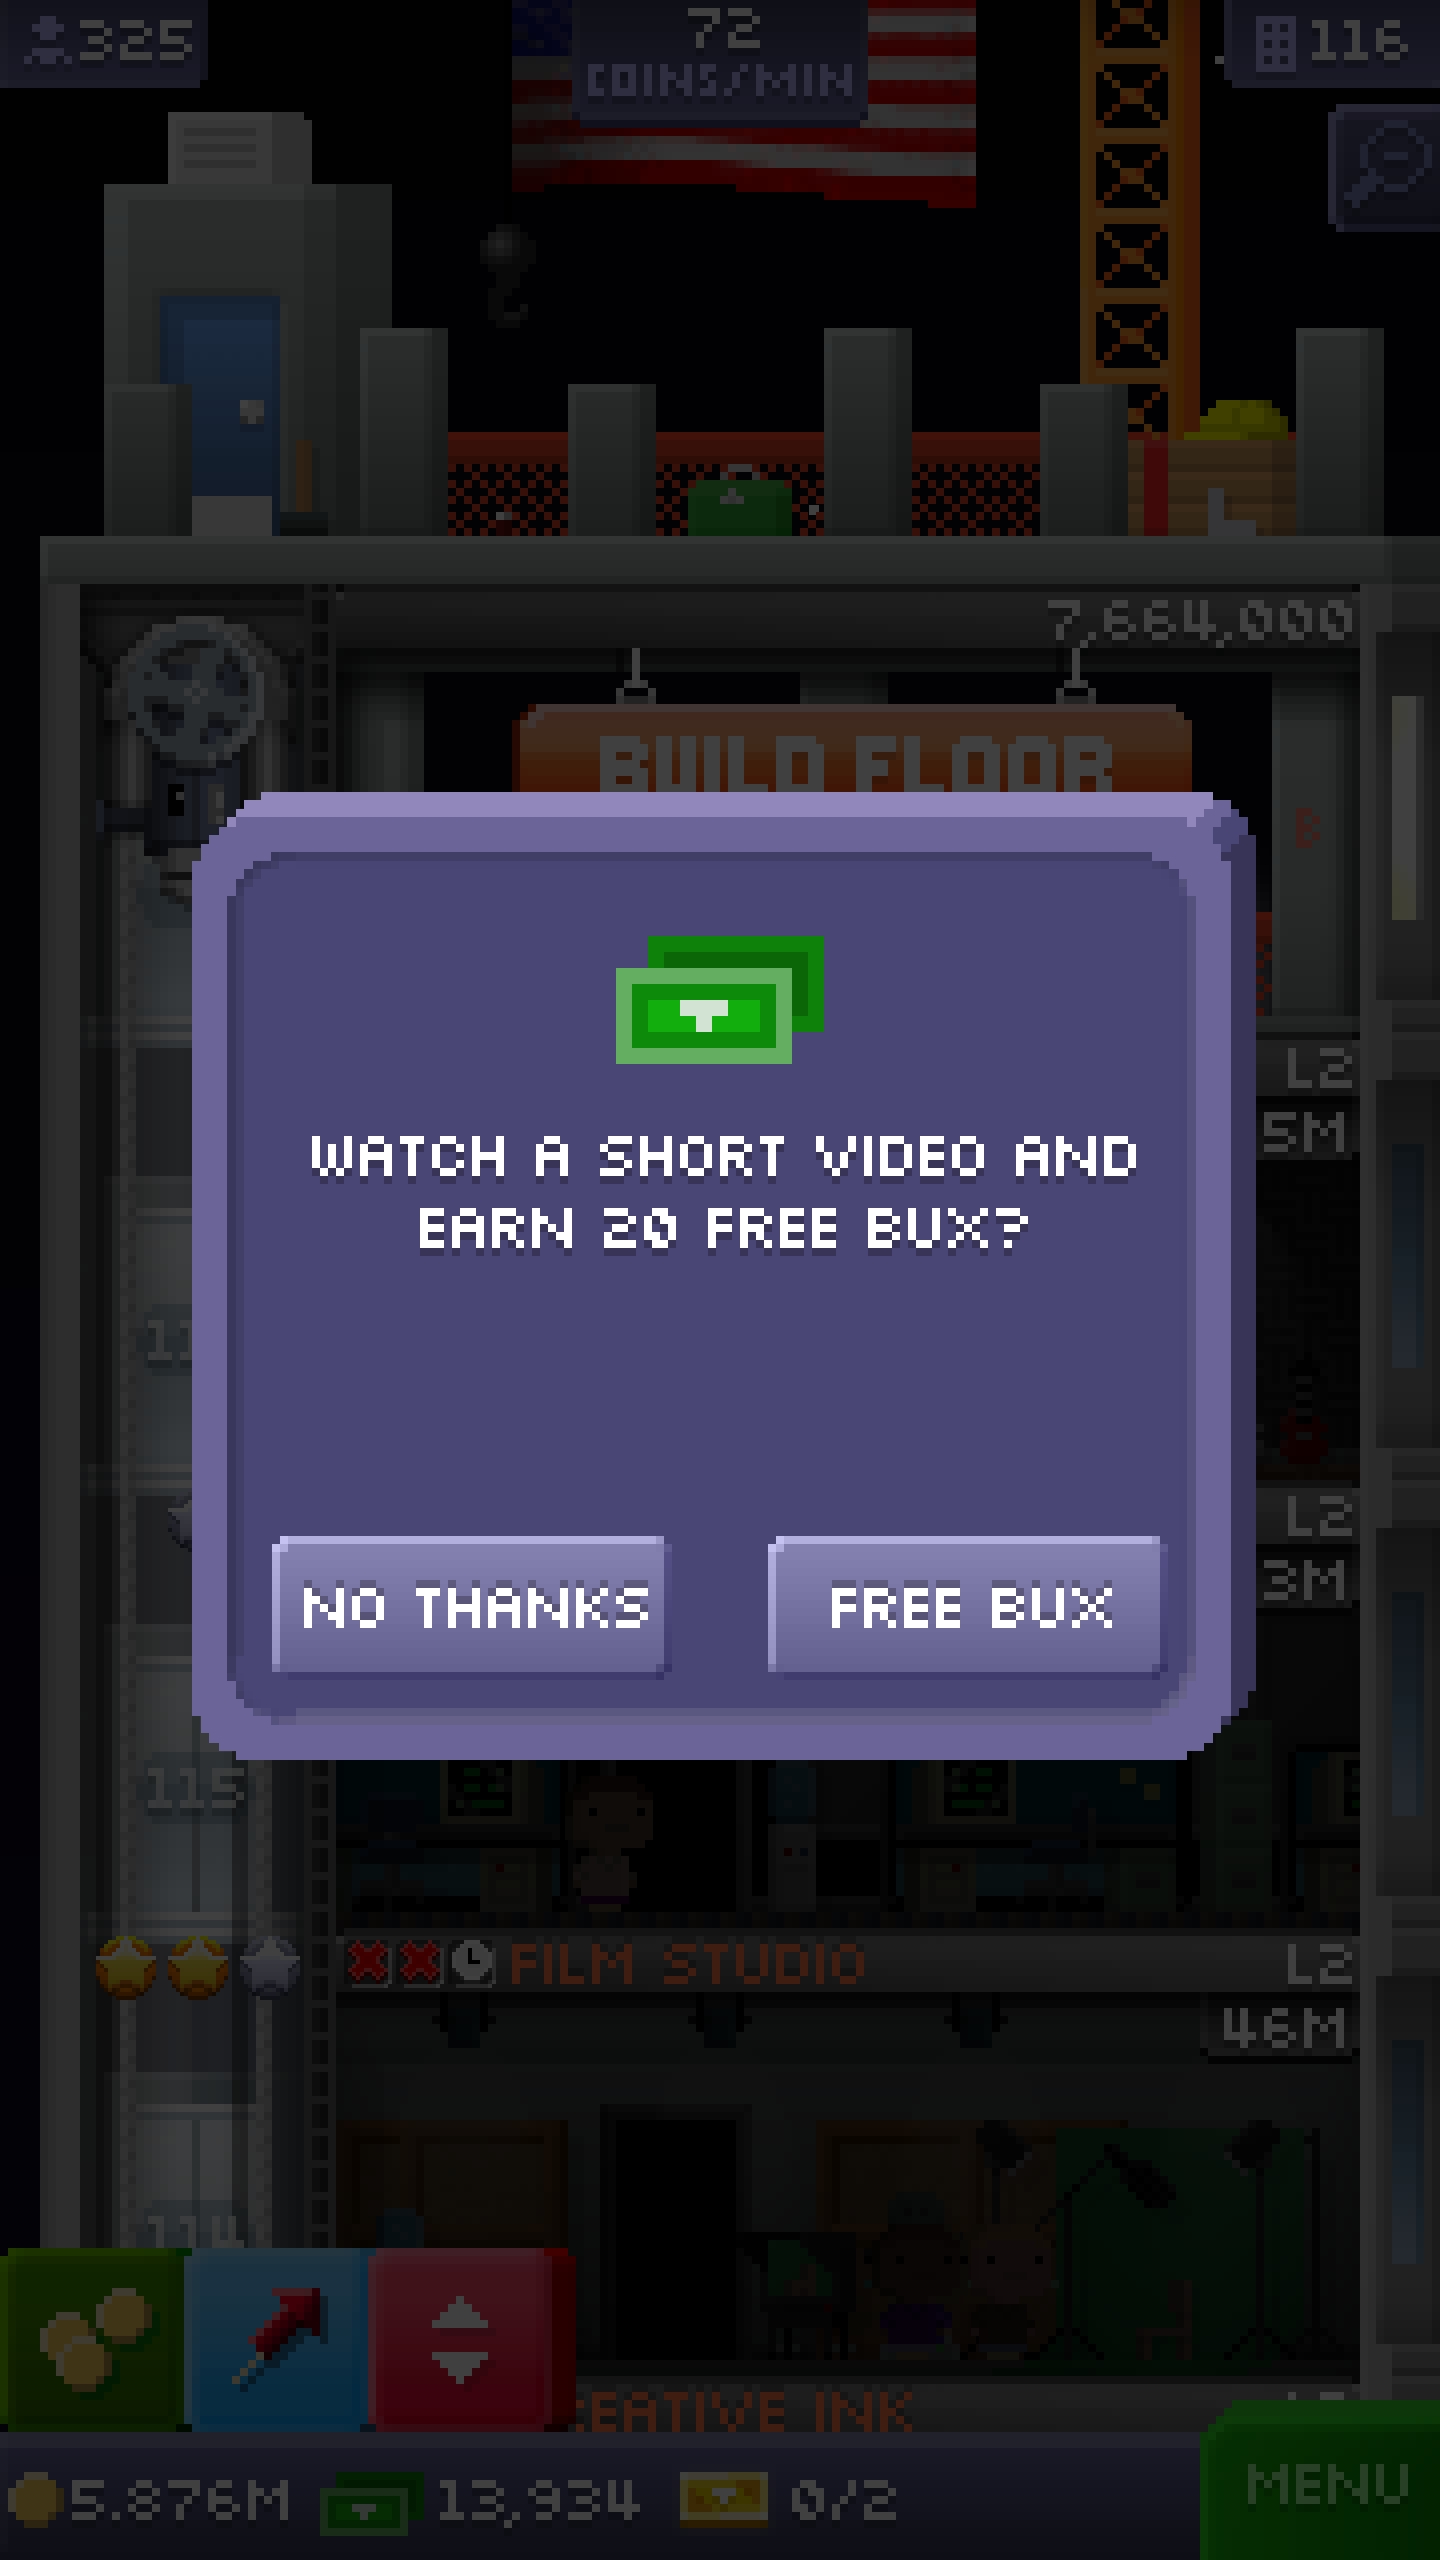 325
72
COINS/MIN
116
7,664,000
BUILD FLOOR
B
L2
5M
WATCH A SHORT VIDEO AND
EARN 20 FREE BUX?
L2
3M
NO THANKS
FREE BUX
115
FILM STUDIO
L2
46M
114
EATIVE INK
5.876M
13,934
0/2
MENU